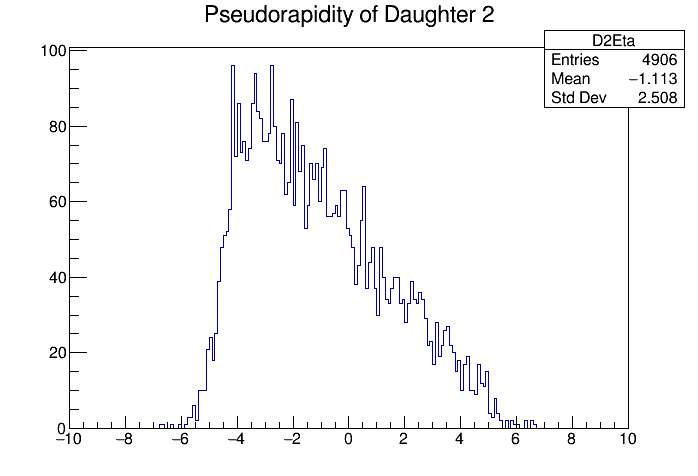 Pseudorapidity of Daughter 2
D2Eta
Entries 4906
Mean −1.113
Std Dev 2.508
100
80
60
40
20
0
−10 −8 −6 −4 −2 0 2 4 6 8 10